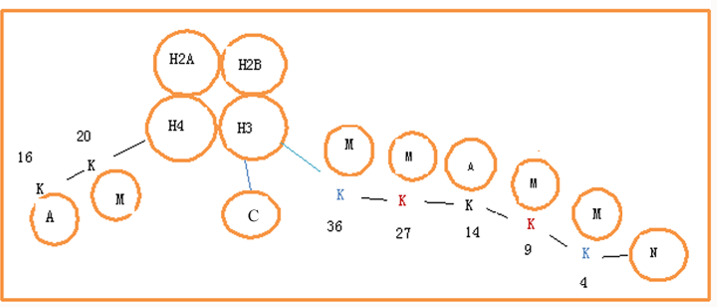 H2A H2B
H4 H3
20
16 K
K
A M
C
M M A M M
K K K K K N
36 27 14 9 4